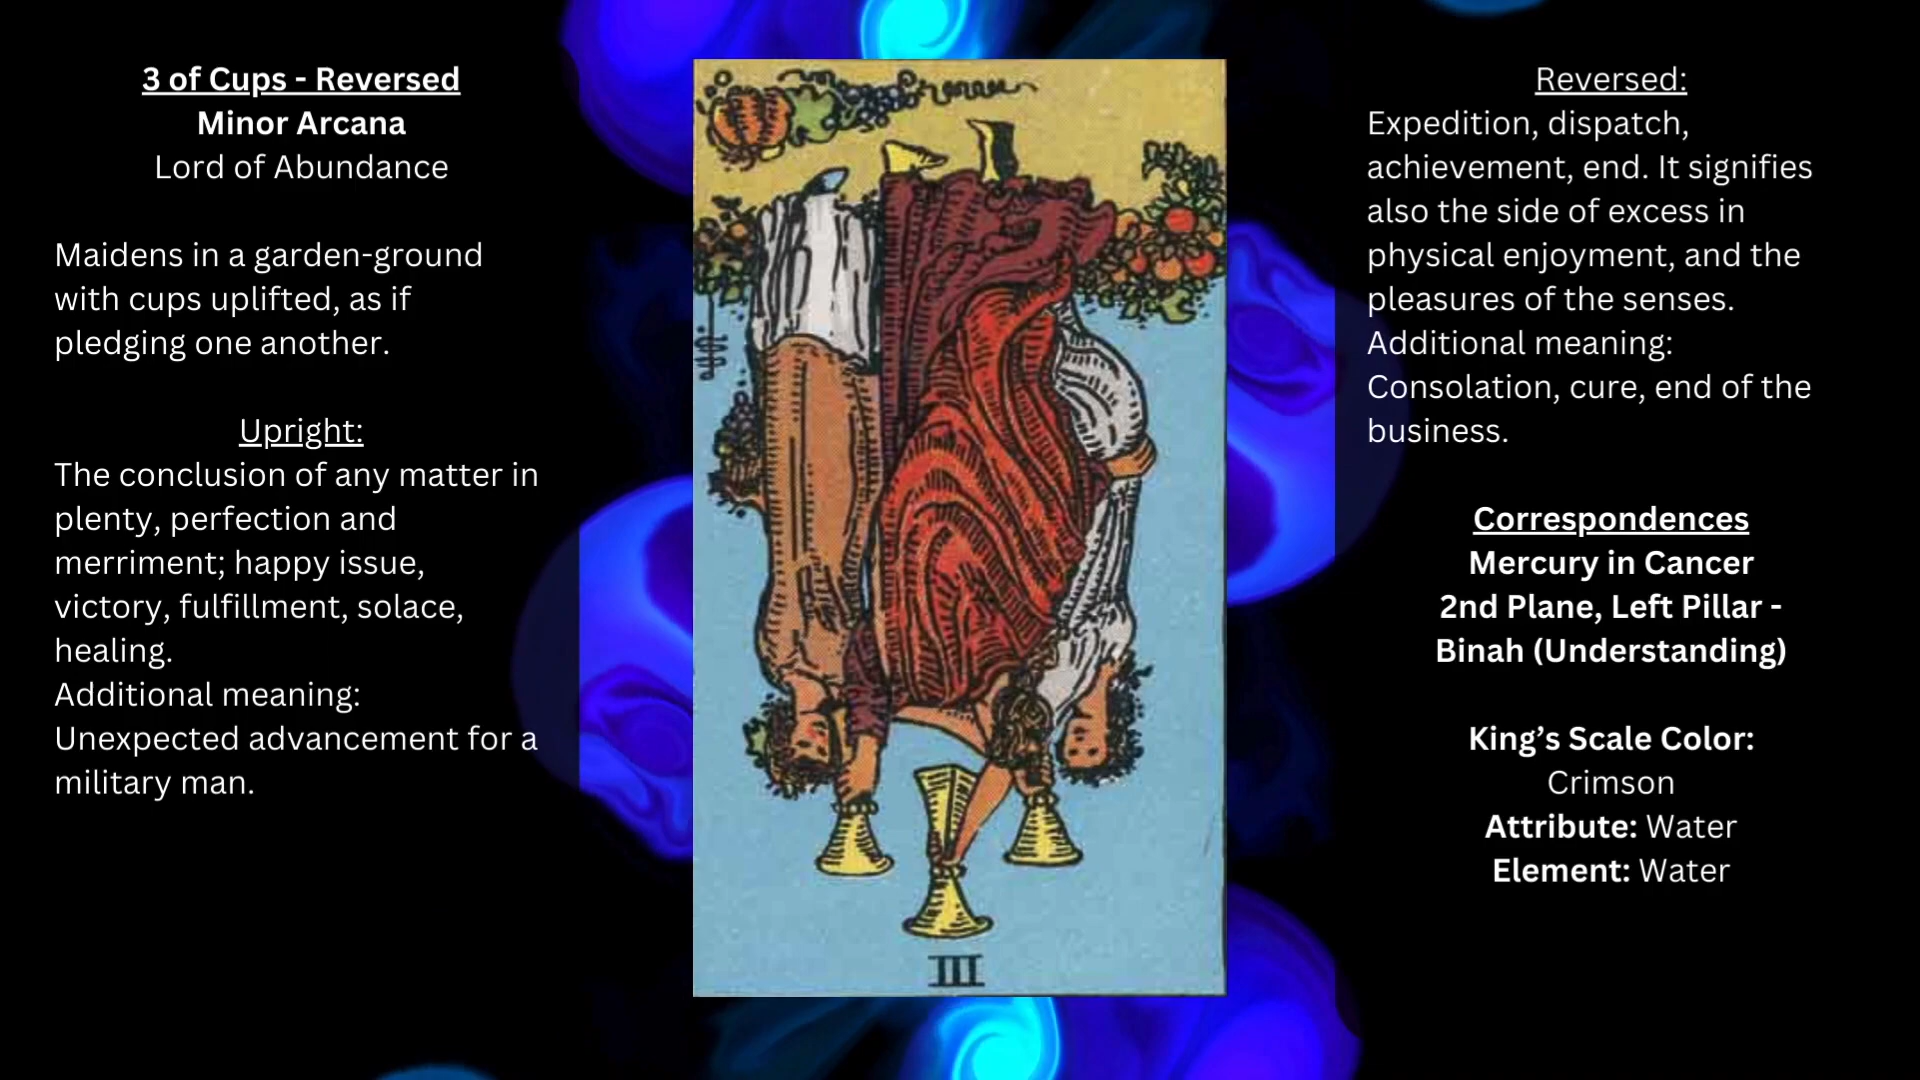 3 of Cups - Reversed
Minor Arcana
Lord of Abundance
Maidens in a garden-ground
with cups uplifted, as if
pledging one another.
Upright:
The conclusion of any matter in
plenty, perfection and
merriment; happy issue,
victory, fulfillment, solace,
healing.
Additional meaning:
Unexpected advancement for a
military man.
III
Reversed:
Expedition, dispatch,
achievement, end. It signifies
also the side of excess in
physical enjoyment, and the
pleasures of the senses.
Additional meaning:
Consolation, cure, end of the
business.
Correspondences
Mercury in Cancer
2nd Plane, Left Pillar -
Binah (Understanding)
King’s Scale Color:
Crimson
Attribute: Water
Element: Water